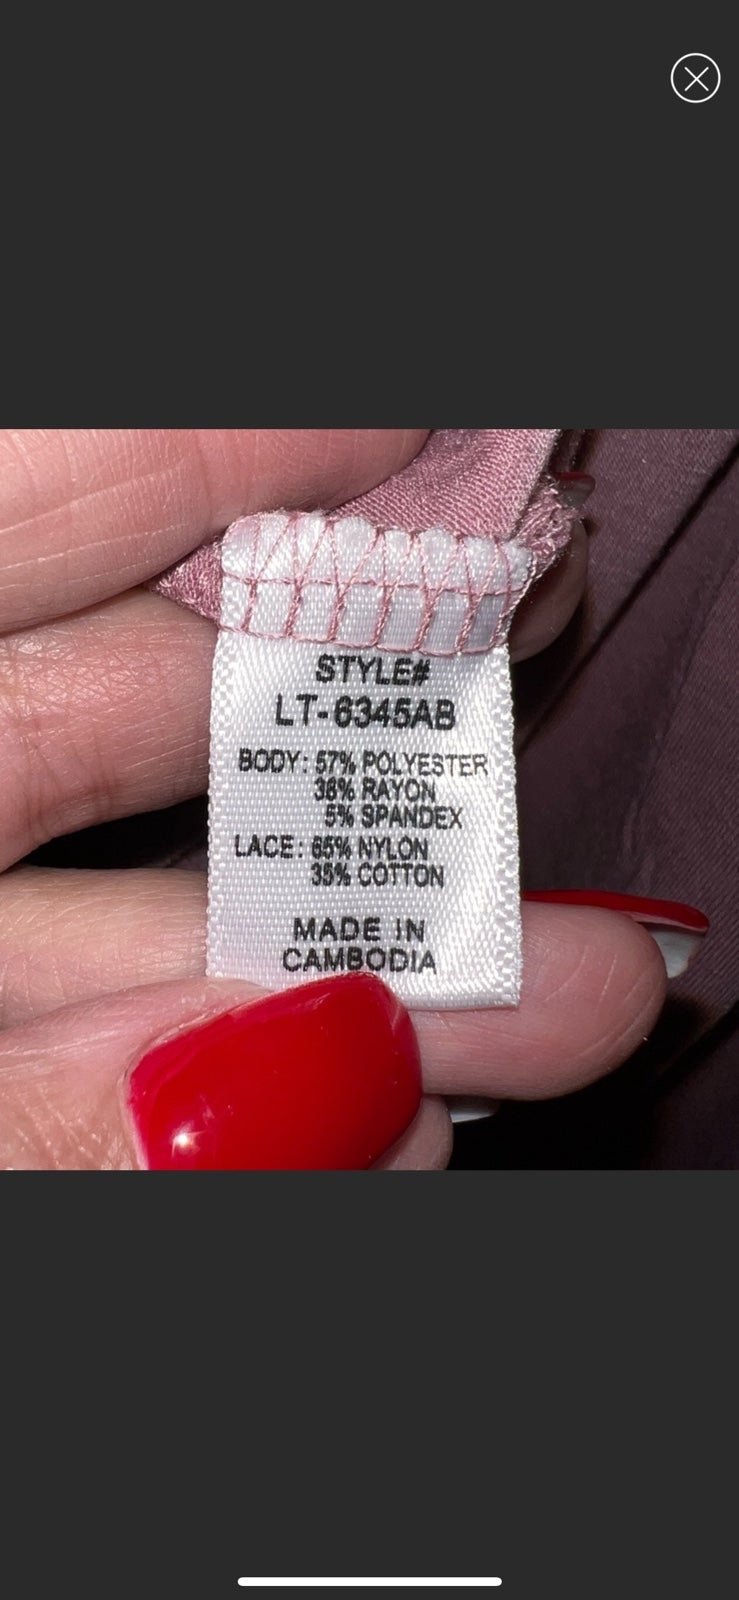 STYLE#
LT-6345AB
BODY: 57% POLYESTER
38% RAYON
5% SPANDEX
LACE: 65% NYLON
35% COTTON
MADE IN
CAMBODIA